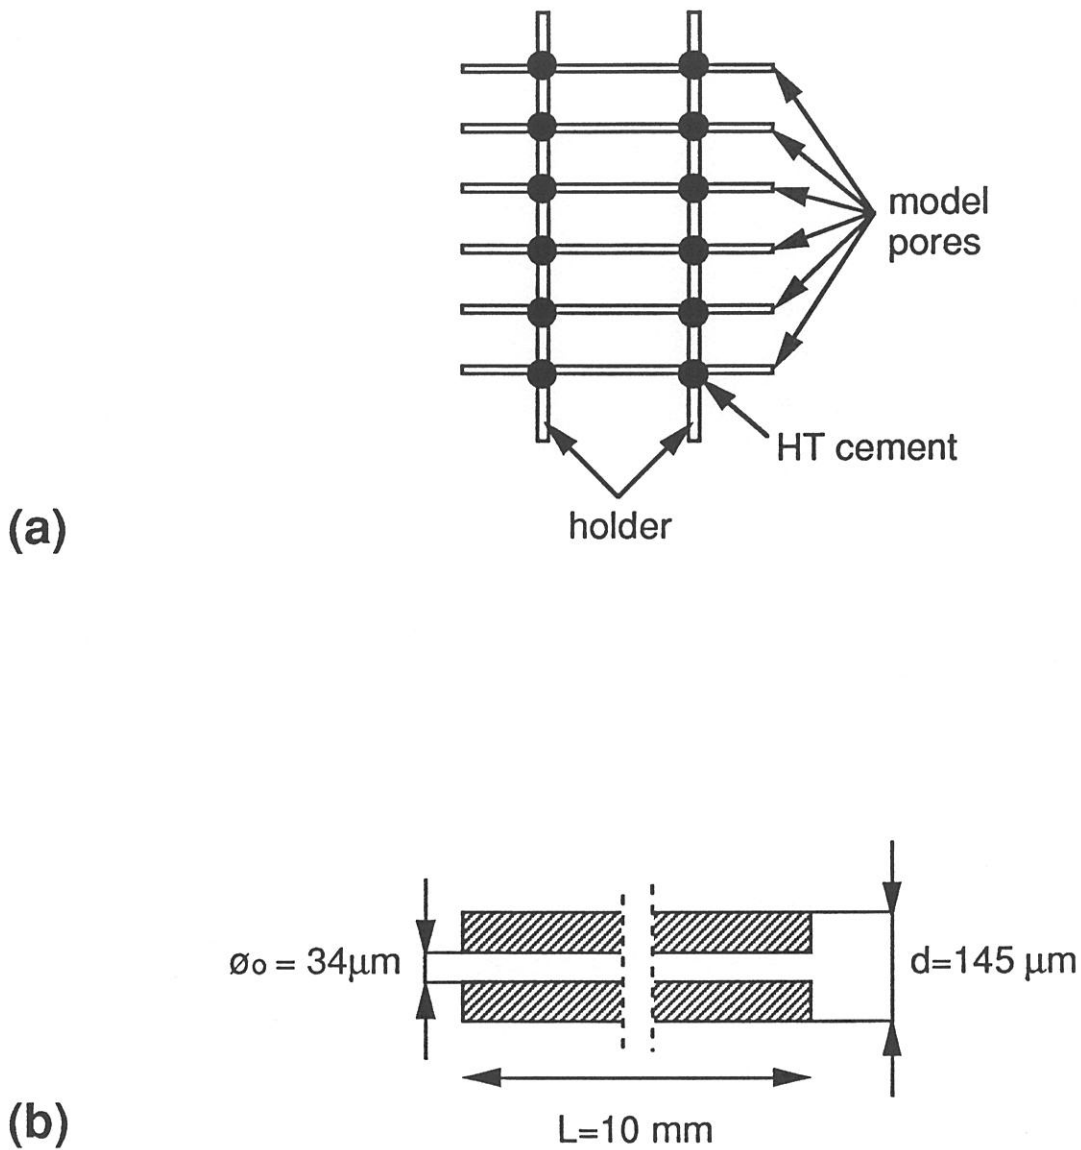 model
pores
HT cement
holder
(a)
øo = 34μm
d=145 μm
L=10 mm
(b)